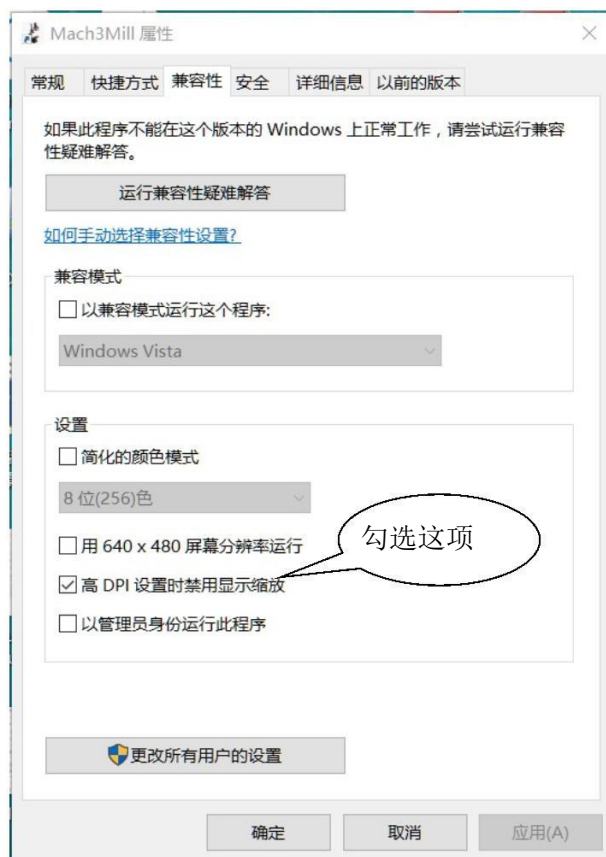 Mach3Mill 属性
常规 快捷方式 兼容性 安全 详细信息 以前的版本
如果此程序不能在这个版本的 Windows 上正常工作，请尝试运行兼容
性疑难解答。
运行兼容性疑难解答
如何手动选择兼容性设置?
兼容模式
以兼容模式运行这个程序:
Windows Vista
设置
简化的颜色模式
8 位(256)色
用 640 x 480 屏幕分辨率运行
勾选这项
高 DPI 设置时禁用显示缩放
以管理员身份运行此程序
更改所有用户的设置
确定 取消 应用(A)